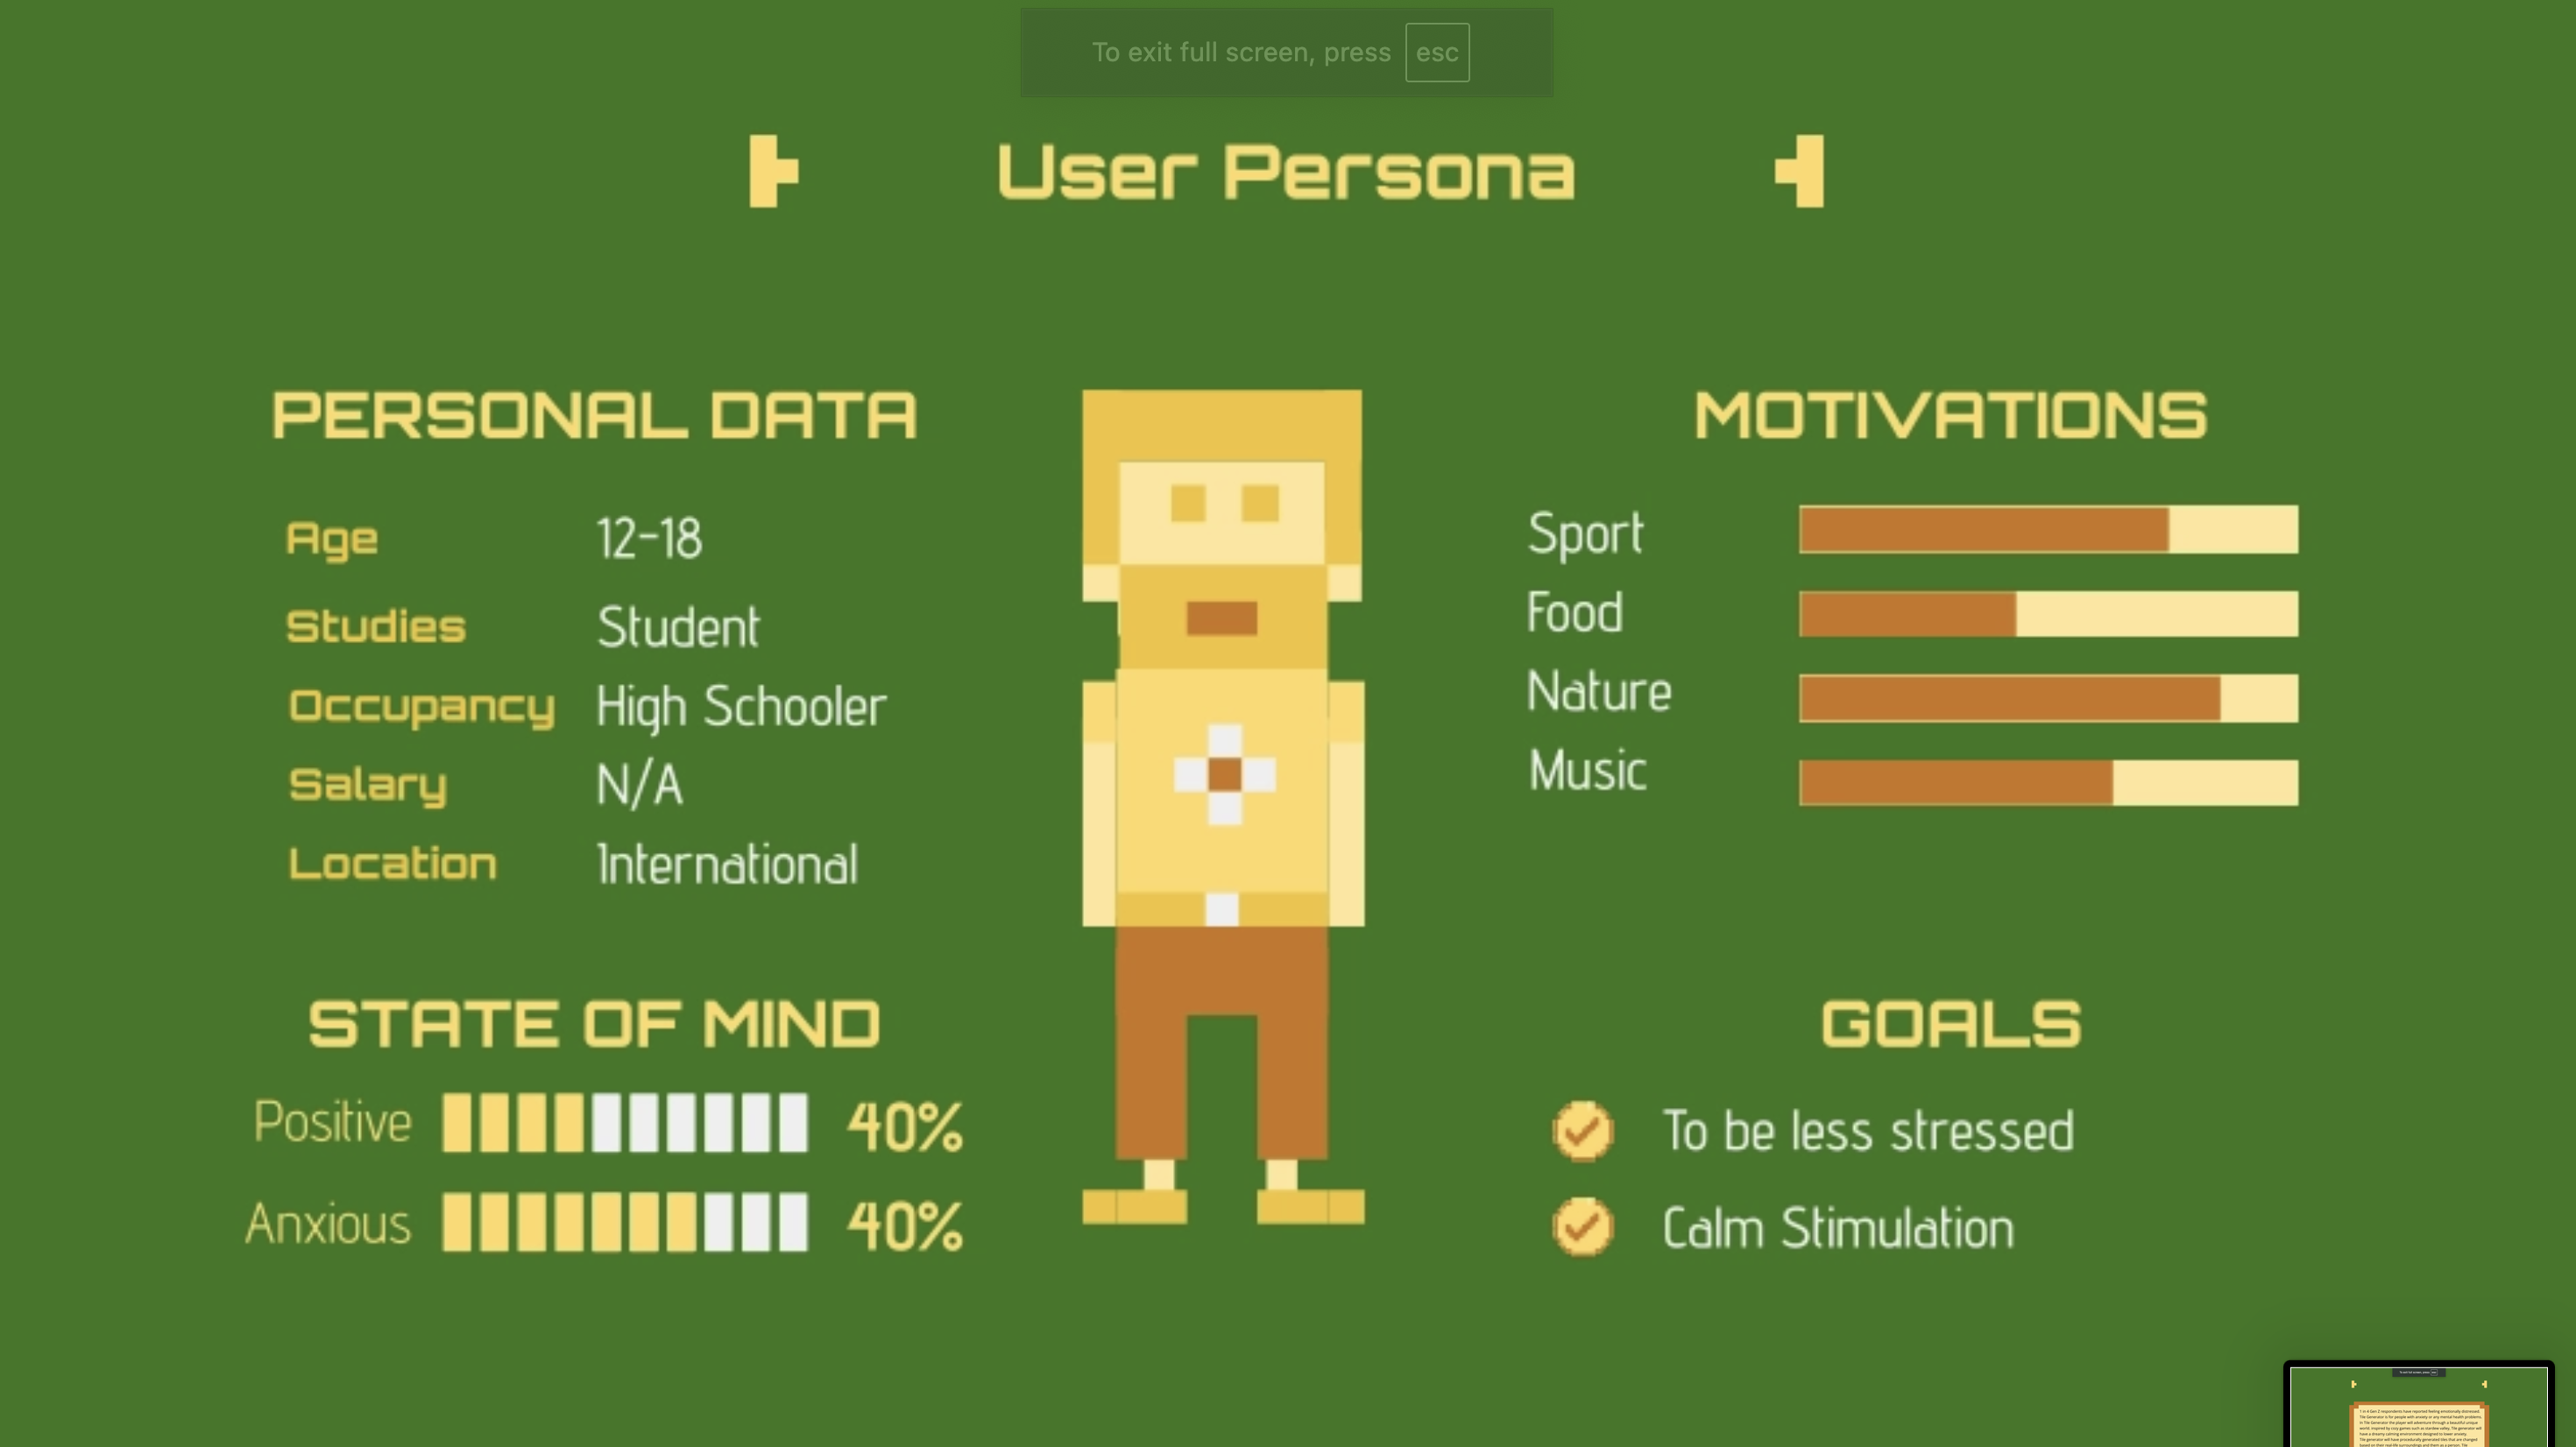 To exit full screen, press esc
User Persona
PERSONAL DATA
Age 12-18
Studies Student
Occupancy High Schooler
Salary N/A
Location International
STATE OF MIND
Positive 40%
Anxious 40%
MOTIVATIONS
Sport
Food
Nature
Music
GOALS
To be less stressed
Calm Stimulation